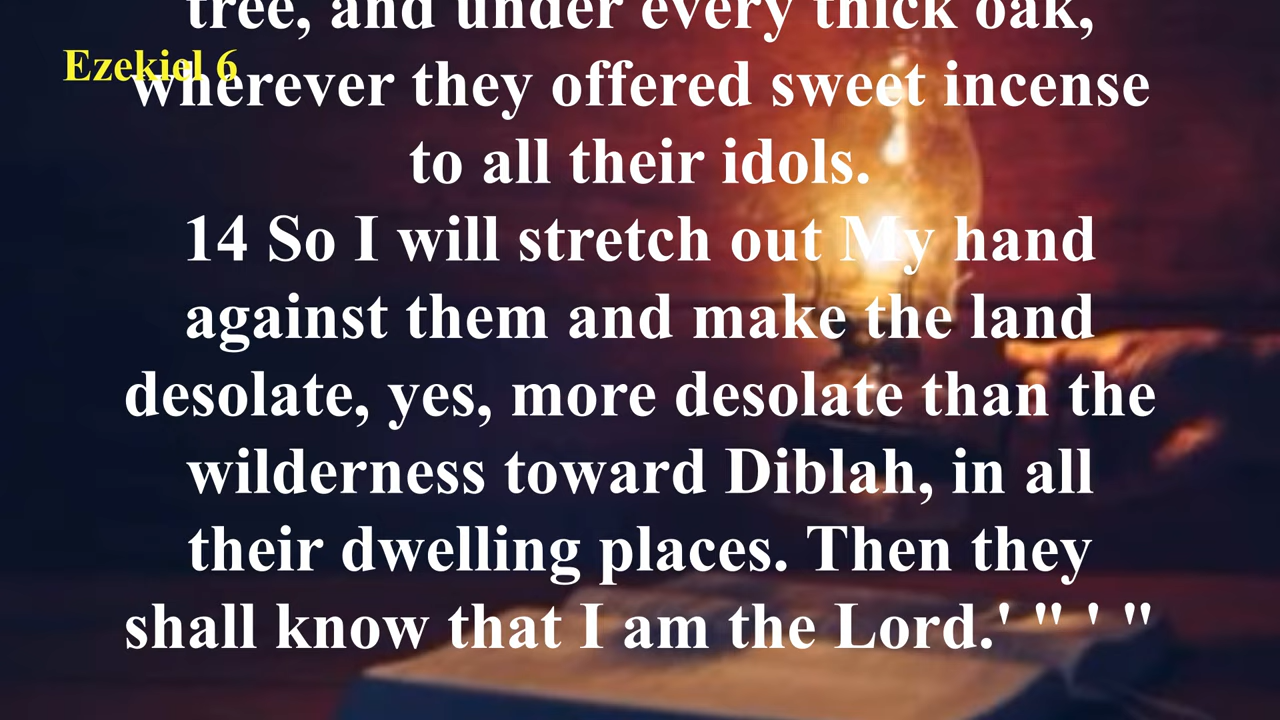 tree, and under every thick oak,
Ezekiel 6
wherever they offered sweet incense
to all their idols.
14 So I will stretch out My hand
against them and make the land
desolate, yes, more desolate than the
wilderness toward Diblah, in all
their dwelling places. Then they
shall know that I am the Lord.' " ' "